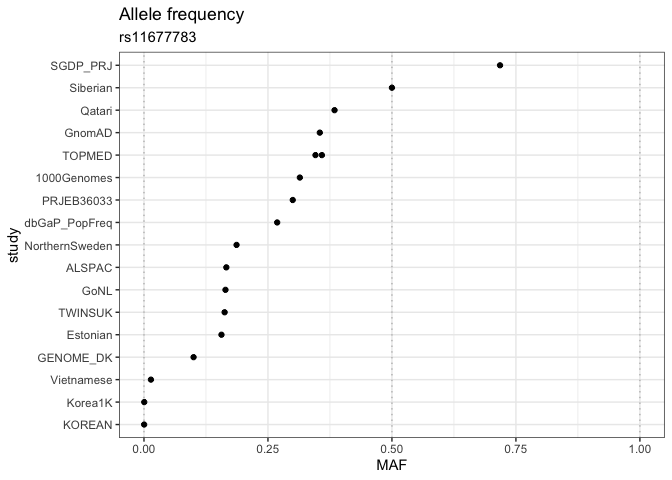 Allele frequency
rs11677783
study
SGDP_PRJ
Siberian
Qatari
GnomAD
TOPMED
1000Genomes
PRJEB36033
dbGaP_PopFreq
NorthernSweden
ALSPAC
GoNL
TWINSUK
Estonian
GENOME_DK
Vietnamese
Korea1K
KOREAN
0.00 0.25 0.50 0.75 1.00
MAF